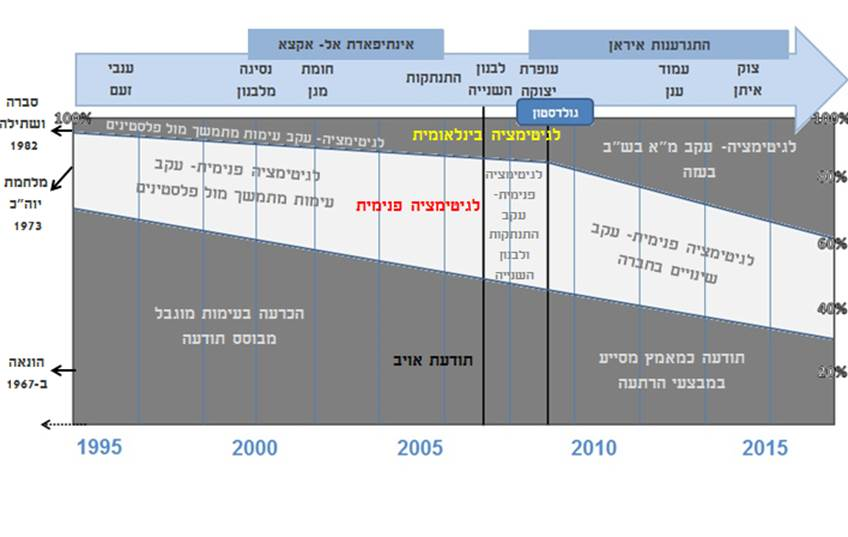 אינתיפאדת אל- אקצא
התגרענות איראן
ענבי
זעם
נסיגה
מלבנון
חומת
מגן
התנתקות
לבנון
השנייה
עופרת
יצוקה
עמוד
ענן
צוק
איתן
גולדסטון
סברה
ושתילה
1982
מלחמת
יוה"כ
1973
הונאה
ב-1967
100%
לגיטימציה- עקב עימות מתמשך מול פלסטינים
לגיטימציה בינלאומית
לגיטימציה- עקב מ"א בש"ב
בעזה
לגיטימציה פנימית- עקב
עימות מתמשך מול פלסטינים
לגיטימציה פנימית
לגיטימציה
פנימית-
עקב
התנתקות
ולבנון
השנייה
לגיטימציה פנימית- עקב
שינויים בחברה
הכרעה בעימות מוגבל
מבוסס תודעה
תודעת אויב
תודעה כמאמץ מסייע
במבצעי הרתעה
100%
80%
60%
40%
20%
1995
2000
2005
2010
2015